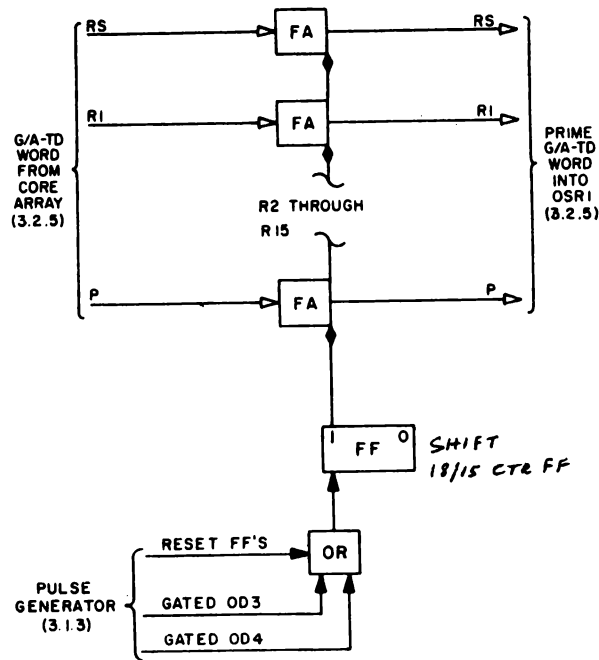 RS
FA
RS
G/A-TD
WORD
FROM
CORE
ARRAY
(3.2.5)
R1
FA
R1
PRIME
G/A-TD
WORD
INTO
OSR1
(3.2.5)
R2 THROUGH
R15
P
FA
P
1 FF 0
SHIFT
18/15 CTR FF
PULSE
GENERATOR
(3.1.3)
RESET FF'S
OR
GATED OD3
GATED OD4